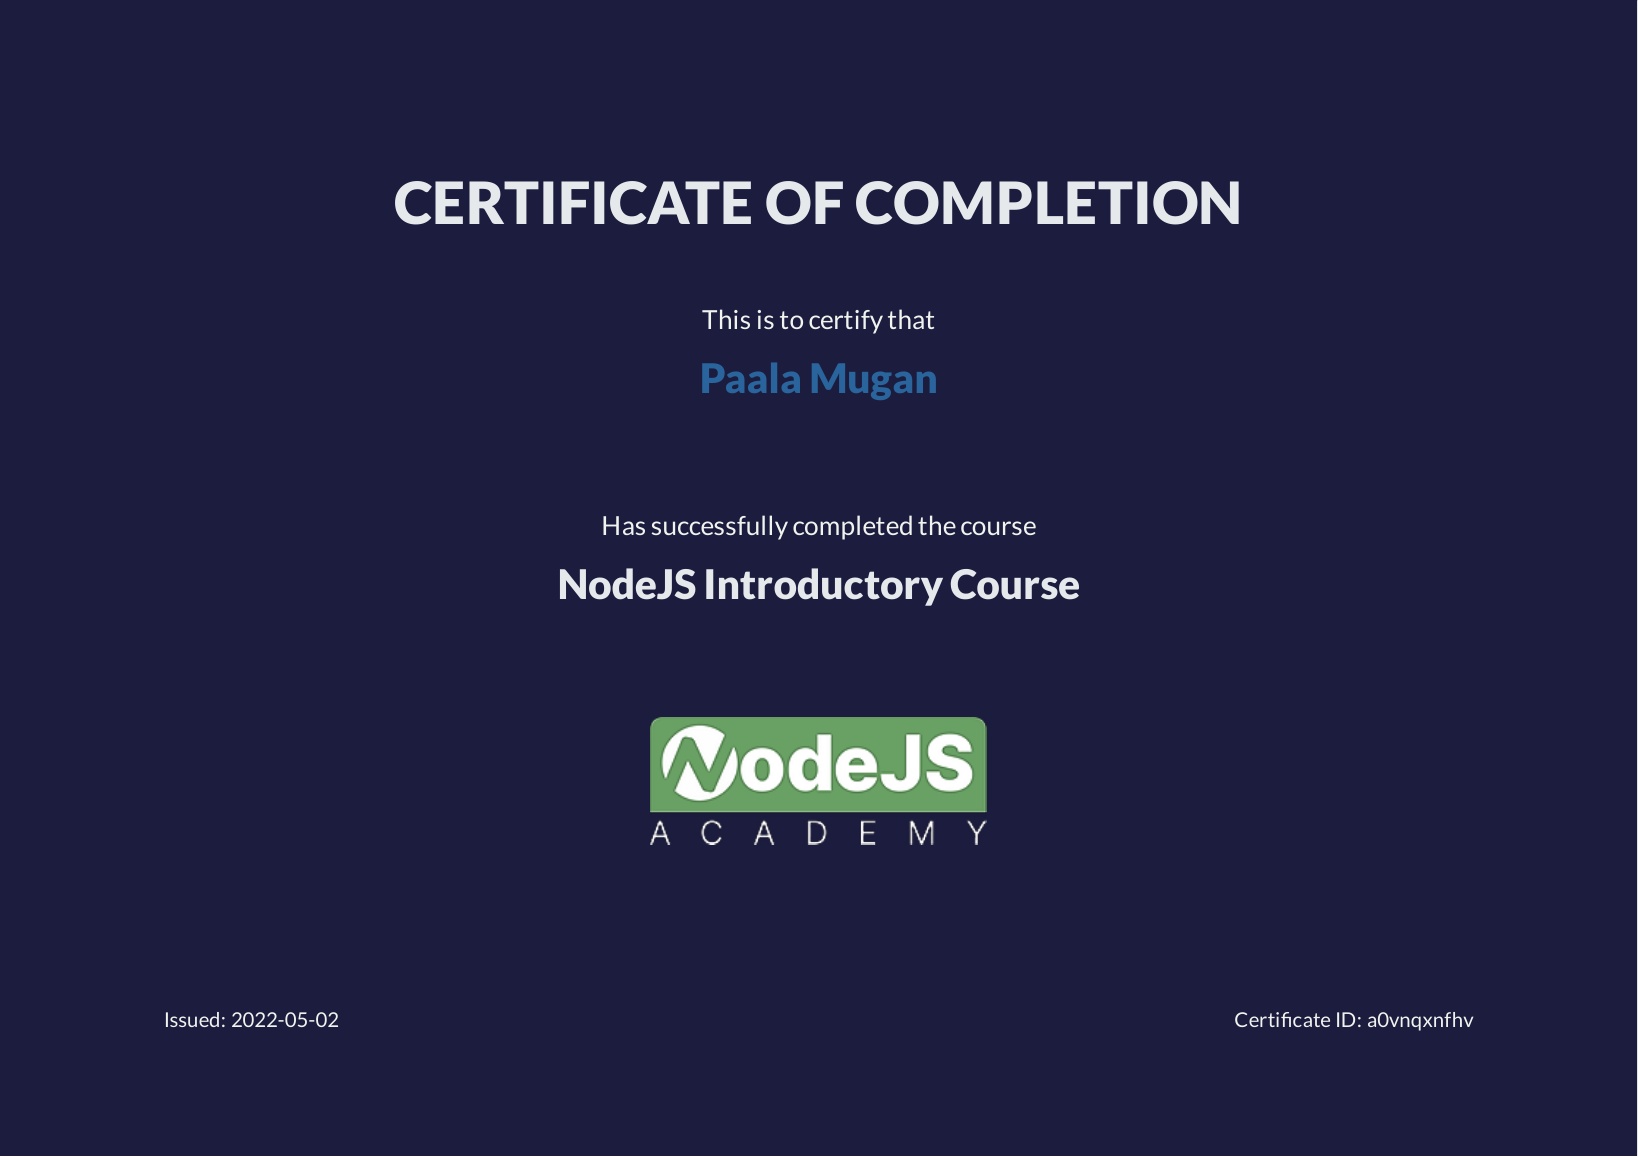 CERTIFICATE OF COMPLETION
This is to certify that
Paala Mugan
Has successfully completed the course
NodeJS Introductory Course
NodeJS
ACADEMY
Issued: 2022-05-02
Certificate ID: a0vnqxnfhv